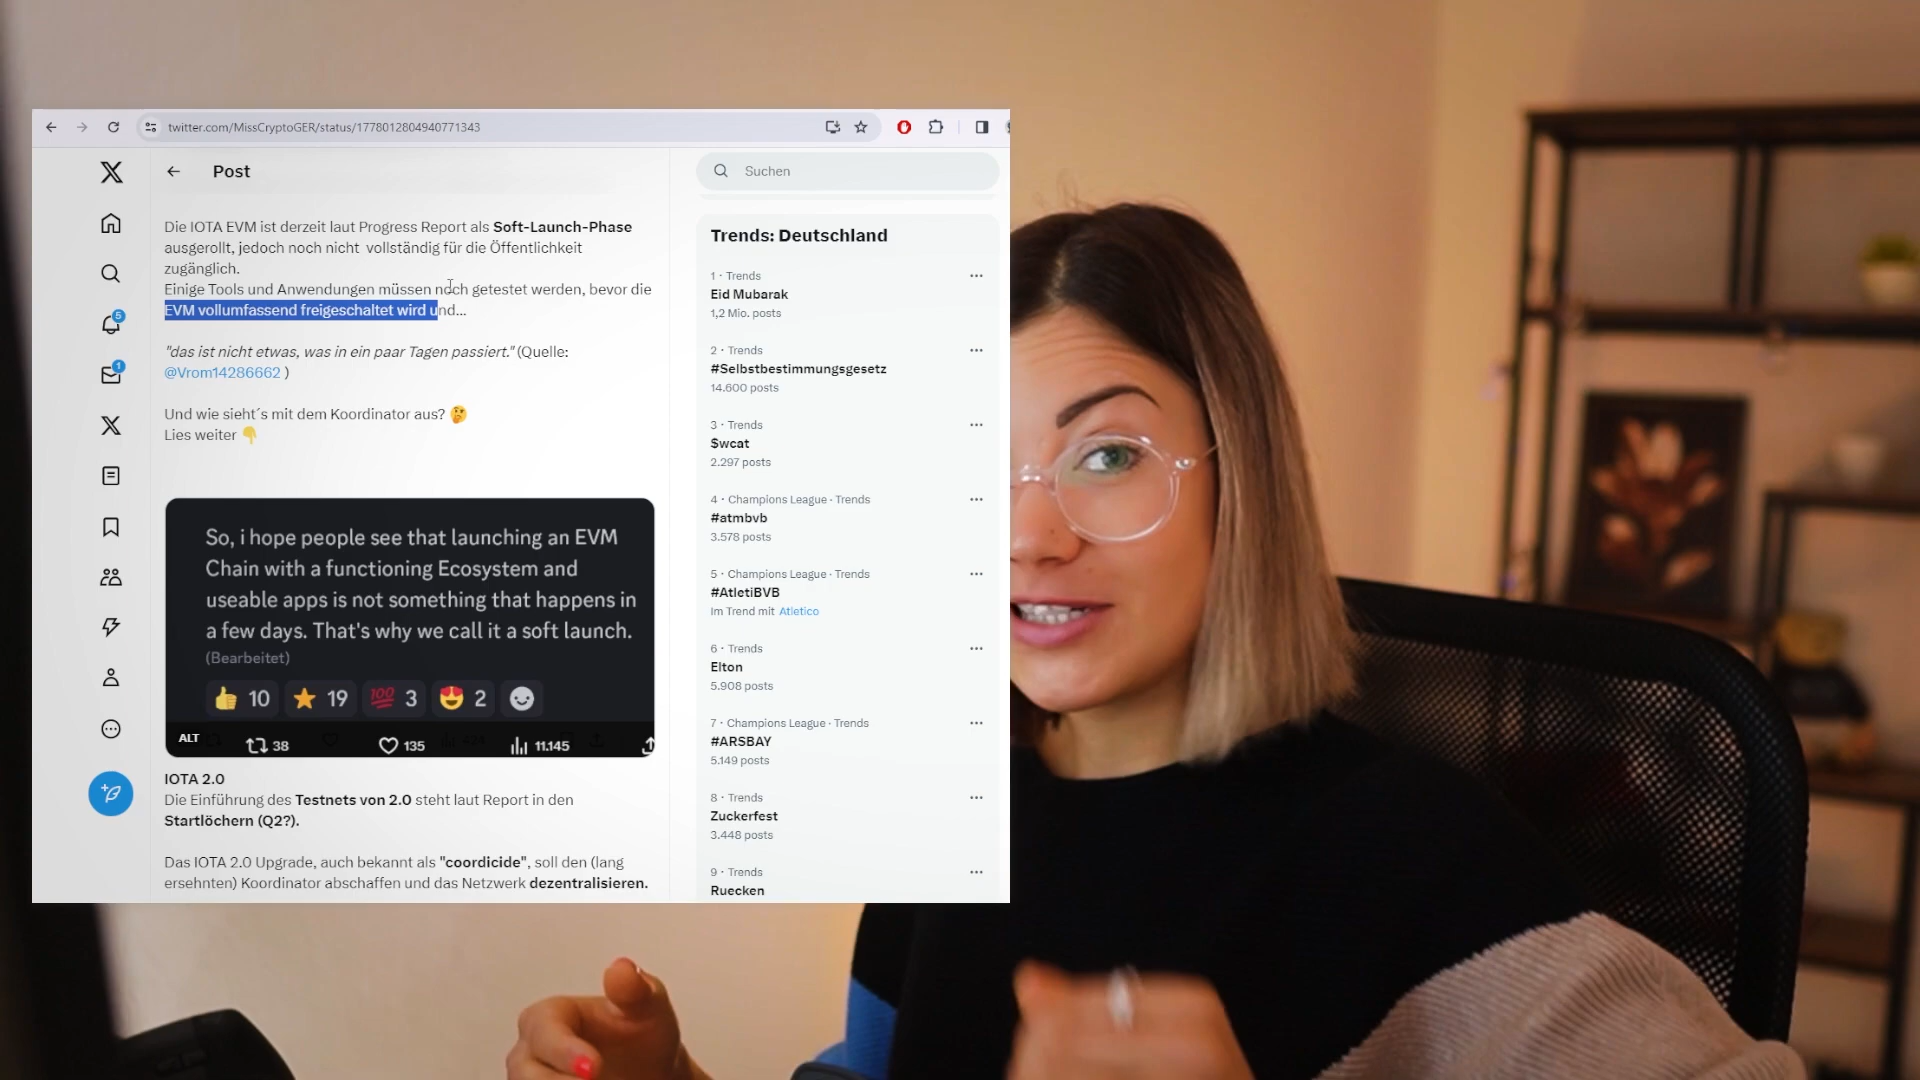 twitter.com/MissCryptoGER/status/1778012804940771343
Post
Suchen
5
1
Die IOTA EVM ist derzeit laut Progress Report als Soft-Launch-Phase
ausgerollt, jedoch noch nicht vollständig für die Öffentlichkeit
zugänglich.
Einige Tools und Anwendungen müssen noch getestet werden, bevor die
EVM vollumfassend freigeschaltet wird und...
"das ist nicht etwas, was in ein paar Tagen passiert." (Quelle:
@Vrom14286662 )
Und wie sieht´s mit dem Koordinator aus? 🤔
Lies weiter 👇
So, i hope people see that launching an EVM
Chain with a functioning Ecosystem and
useable apps is not something that happens in
a few days. That's why we call it a soft launch.
(Bearbeitet)
👍 10 ⭐ 19 💯 3 😍 2
ALT
38 135 11.145
IOTA 2.0
Die Einführung des Testnets von 2.0 steht laut Report in den
Startlöchern (Q2?).
Das IOTA 2.0 Upgrade, auch bekannt als "coordicide", soll den (lang
ersehnten) Koordinator abschaffen und das Netzwerk dezentralisieren.
Trends: Deutschland
1 · Trends
Eid Mubarak
1,2 Mio. posts
2 · Trends
#Selbstbestimmungsgesetz
14.600 posts
3 · Trends
$wcat
2.297 posts
4 · Champions League · Trends
#atmbvb
3.578 posts
5 · Champions League · Trends
#AtletiBVB
Im Trend mit Atletico
6 · Trends
Elton
5.908 posts
7 · Champions League · Trends
#ARSBAY
5.149 posts
8 · Trends
Zuckerfest
3.448 posts
9 · Trends
Ruecken